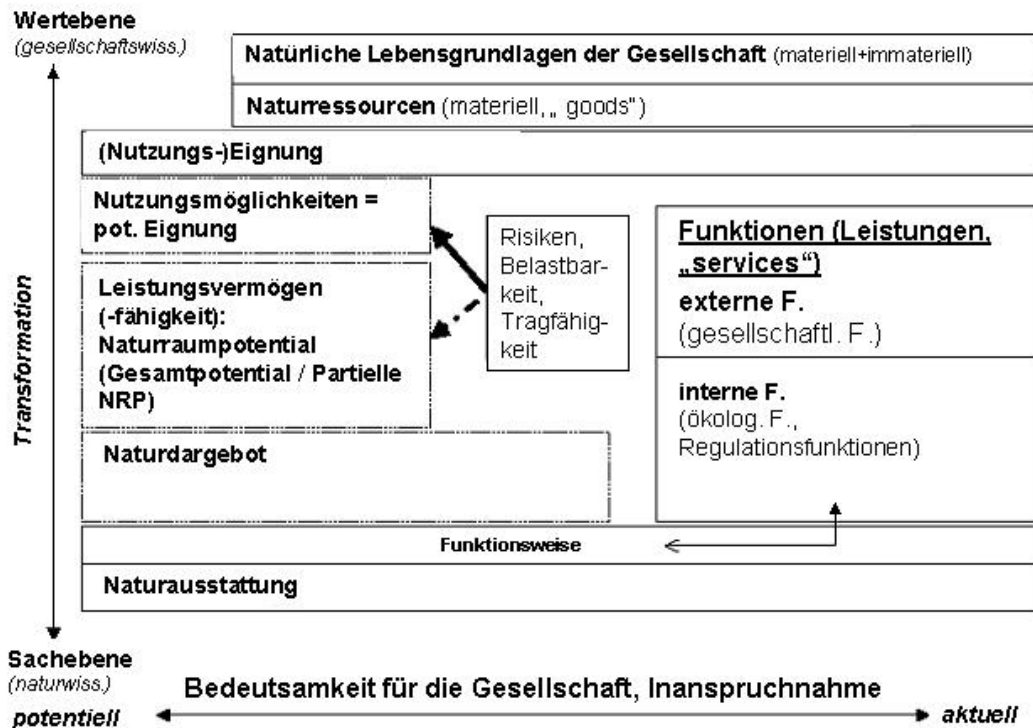 Wertebene
(gesellschaftswiss.)
Natürliche Lebensgrundlagen der Gesellschaft (materiell+immateriell)
Naturressourcen (materiell, „ goods")
(Nutzungs-)Eignung
Nutzungsmöglichkeiten =
pot. Eignung
Risiken,
Belastbar-
keit,
Tragfähig-
keit
Funktionen (Leistungen,
„services")
externe F.
(gesellschaftl. F.)
Leistungsvermögen
(-fähigkeit):
Naturraumpotential
(Gesamtpotential / Partielle
NRP)
interne F.
(ökolog. F.,
Regulationsfunktionen)
Transformation
Naturdargebot
Funktionsweise
Naturausstattung
Sachebene
(naturwiss.)
Bedeutsamkeit für die Gesellschaft, Inanspruchnahme
potentiell
aktuell